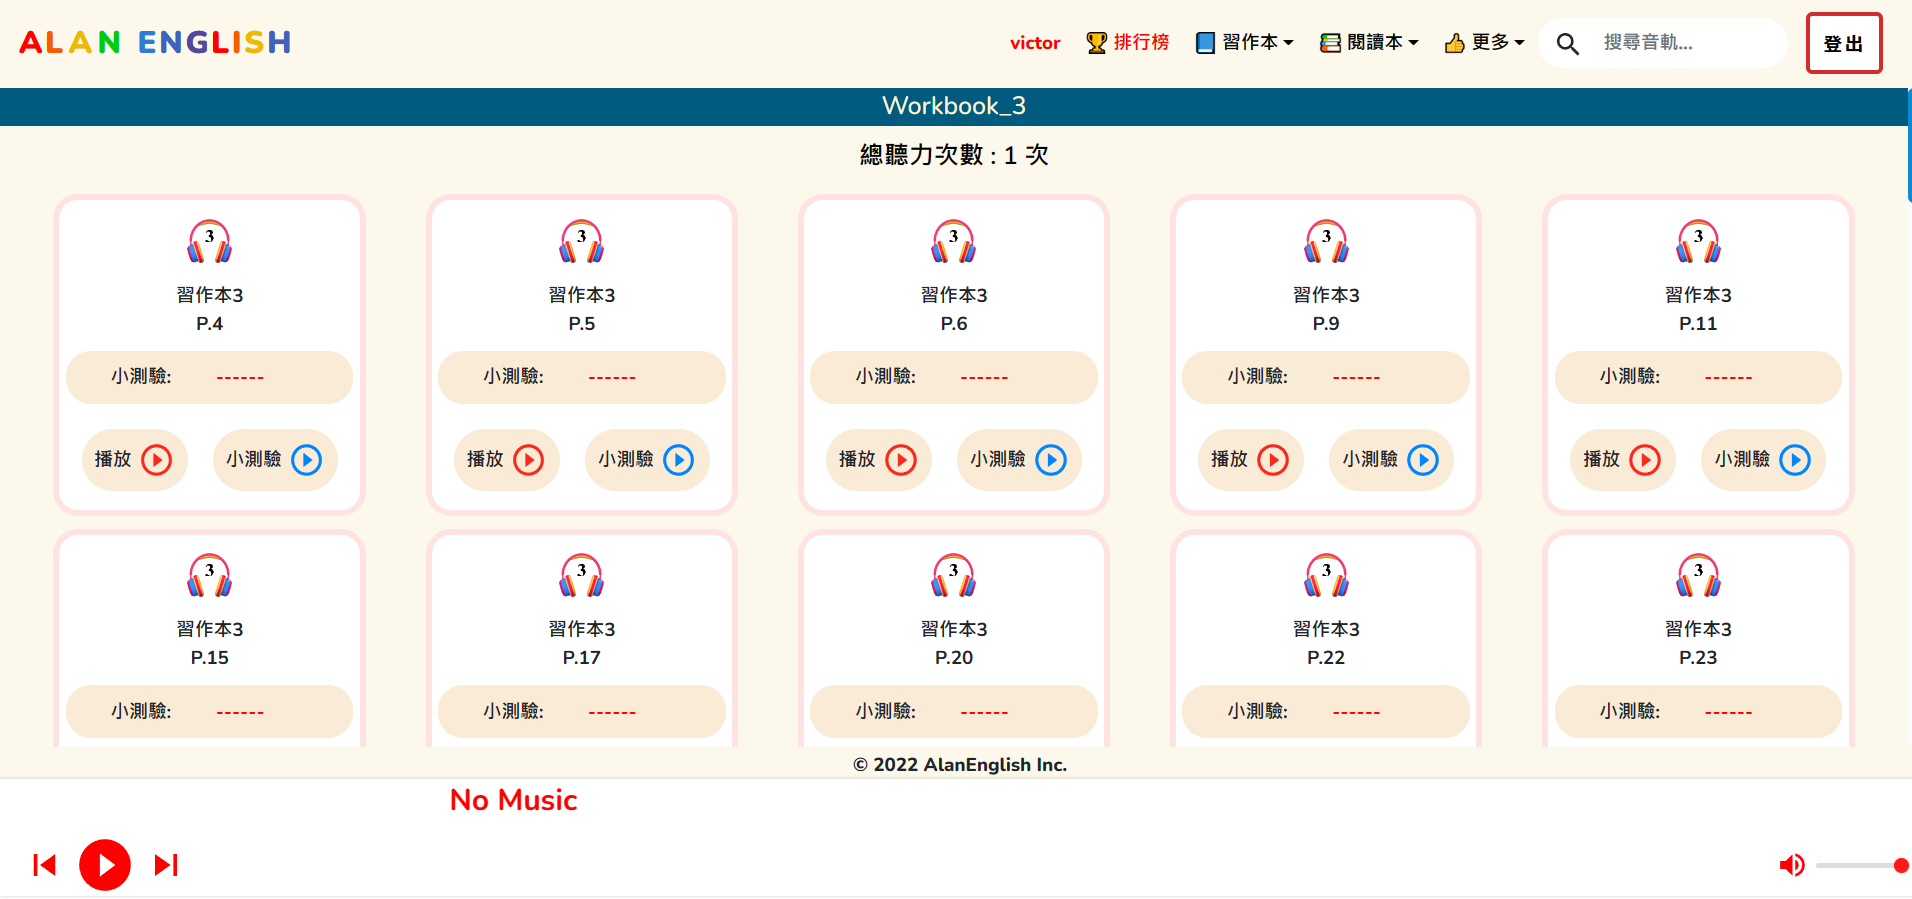 ALAN ENGLISH
victor 排行榜 習作本 閱讀本 更多 搜尋音軌... 登出
Workbook_3
總聽力次數 : 1 次
3 3 3 3 3
習作本3 習作本3 習作本3 習作本3 習作本3
P.4 P.5 P.6 P.9 P.11
小測驗: ------ 小測驗: ------ 小測驗: ------ 小測驗: ------ 小測驗: ------
播放 小測驗 播放 小測驗 播放 小測驗 播放 小測驗 播放 小測驗
3 3 3 3 3
習作本3 習作本3 習作本3 習作本3 習作本3
P.15 P.17 P.20 P.22 P.23
小測驗: ------ 小測驗: ------ 小測驗: ------ 小測驗: ------ 小測驗: ------
© 2022 AlanEnglish Inc.
No Music